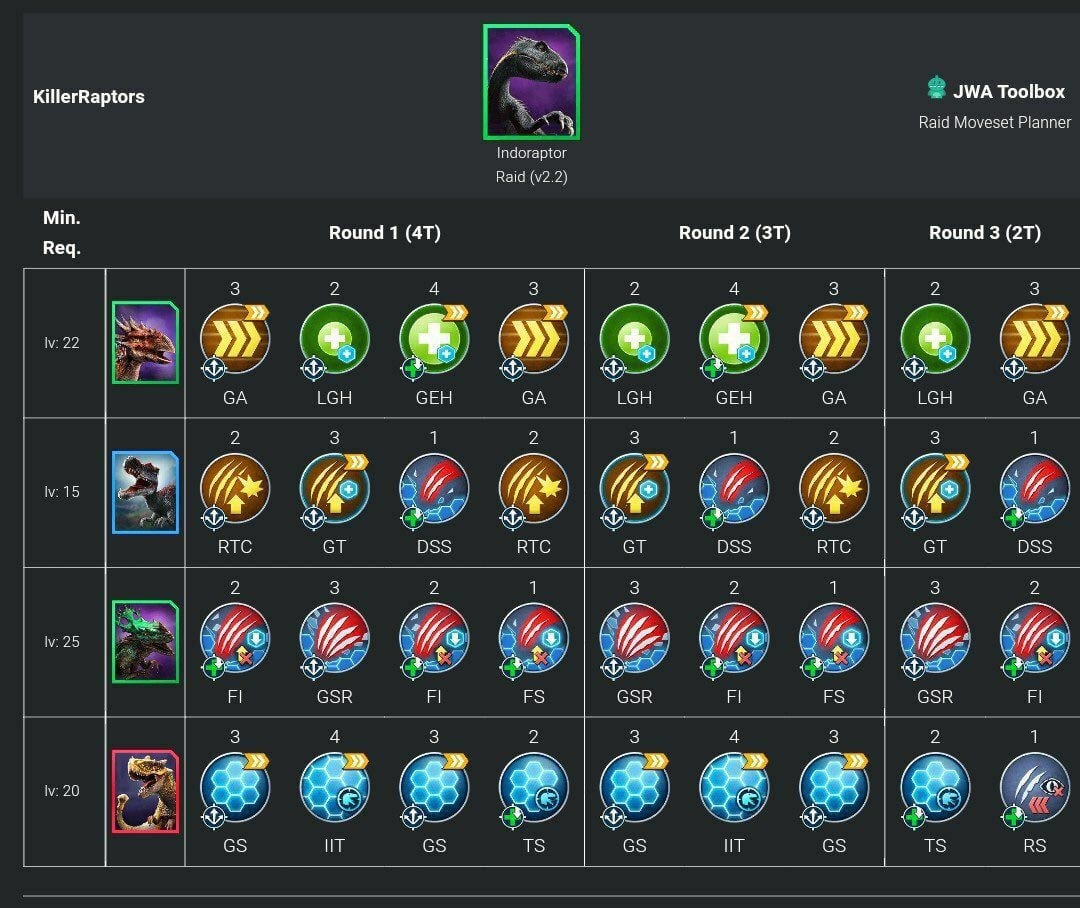 KillerRaptors
JWA Toolbox
Raid Moveset Planner
Indoraptor
Raid (v2.2)
Min.
Req.
Round 1 (4T) Round 2 (3T) Round 3 (2T)
3 2 4 3 2 4 3 2 3
lv: 22
GA LGH GEH GA LGH GEH GA LGH GA
2 3 1 2 3 1 2 3 1
lv: 15
RTC GT DSS RTC GT DSS RTC GT DSS
2 3 2 1 3 2 1 3 2
lv: 25
FI GSR FI FS GSR FI FS GSR FI
3 4 3 2 3 4 3 2 1
lv: 20
GS IIT GS TS GS IIT GS TS RS